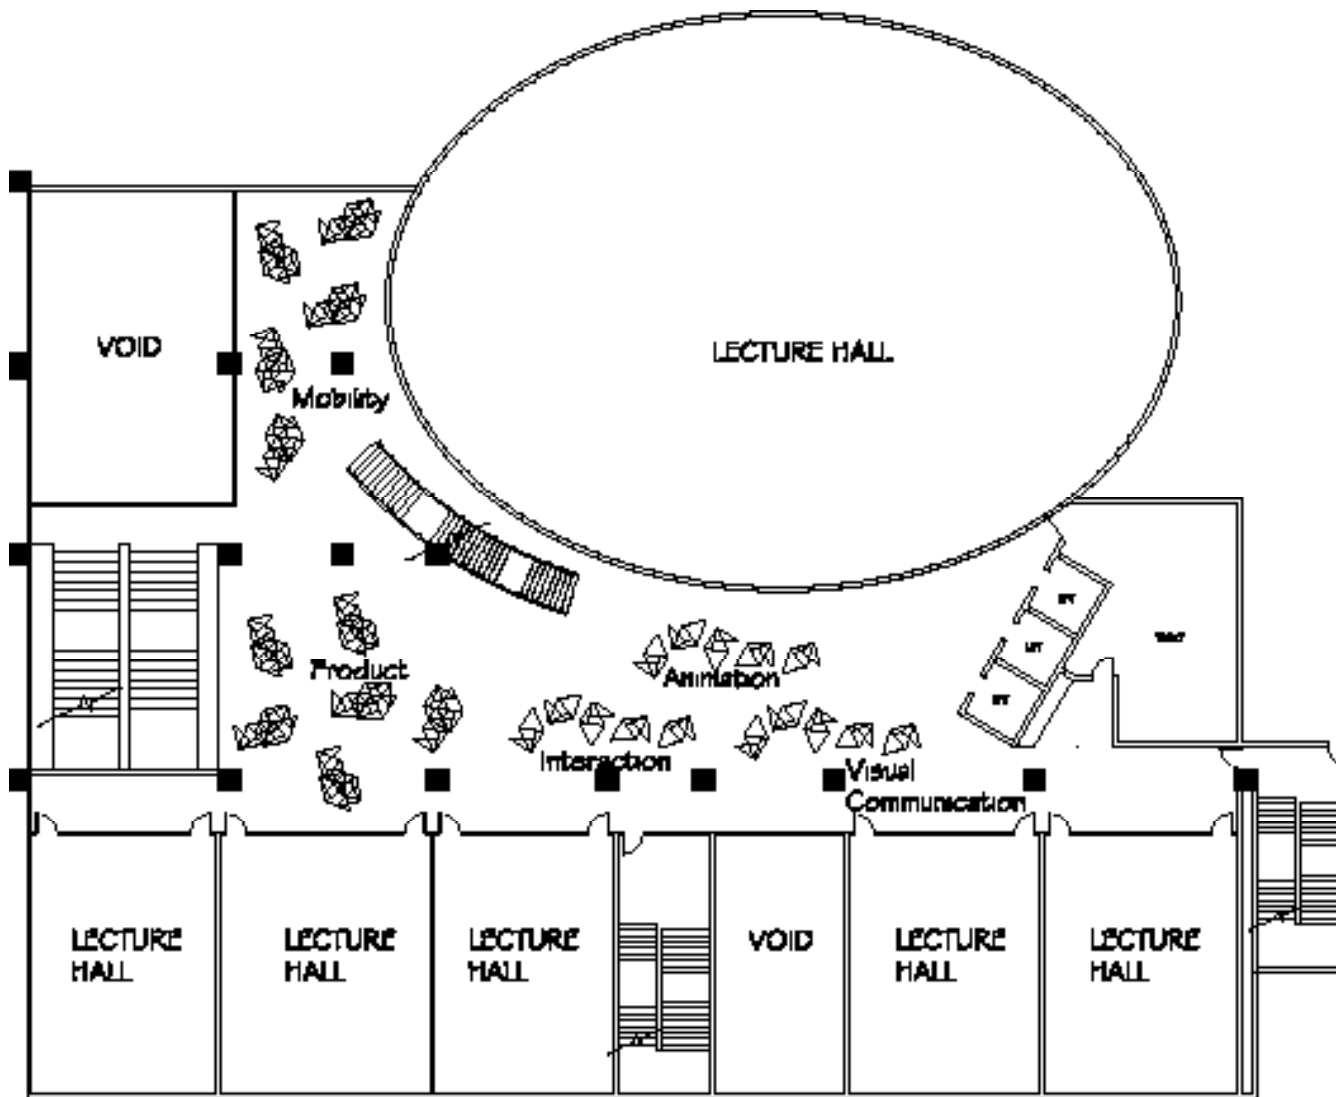 VOID
LECTURE HALL
Mobility
Product
Animation
Interaction
Visual
Communication
LECTURE
HALL
LECTURE
HALL
LECTURE
HALL
VOID
LECTURE
HALL
LECTURE
HALL